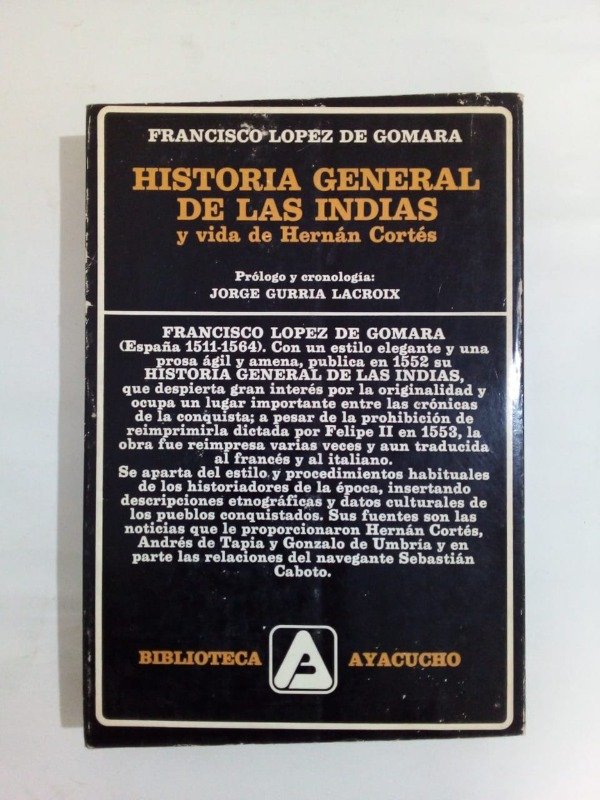 FRANCISCO LOPEZ DE GOMARA
HISTORIA GENERAL
DE LAS INDIAS
y vida de Hernán Cortés
Prólogo y cronología:
JORGE GURRIA LACROIX
FRANCISCO LOPEZ DE GOMARA
(España 1511-1564). Con un estilo elegante y una
prosa ágil y amena, publica en 1552 su
HISTORIA GENERAL DE LAS INDIAS,
que despierta gran interés por la originalidad y
ocupa un lugar importante entre las crónicas
de la conquista; a pesar de la prohibición de
reimprimirla dictada por Felipe II en 1553, la
obra fue reimpresa varias veces y aun traducida
al francés y al italiano.
Se aparta del estilo y procedimientos habituales
de los historiadores de la época, insertando
descripciones etnográficas y datos culturales de
los pueblos conquistados. Sus fuentes son las
noticias que le proporcionaron Hernán Cortés,
Andrés de Tapia y Gonzalo de Umbría y en
parte las relaciones del navegante Sebastián
Caboto.
BIBLIOTECA A AYACUCHO